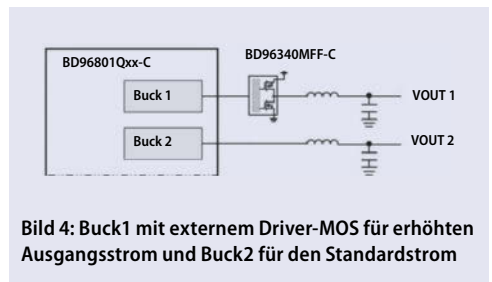 BD96801Qxx-C
BD96340MFF-C
Buck 1
VOUT 1
Buck 2
VOUT 2
Bild 4: Buck1 mit externem Driver-MOS für erhöhten
Ausgangsstrom und Buck2 für den Standardstrom